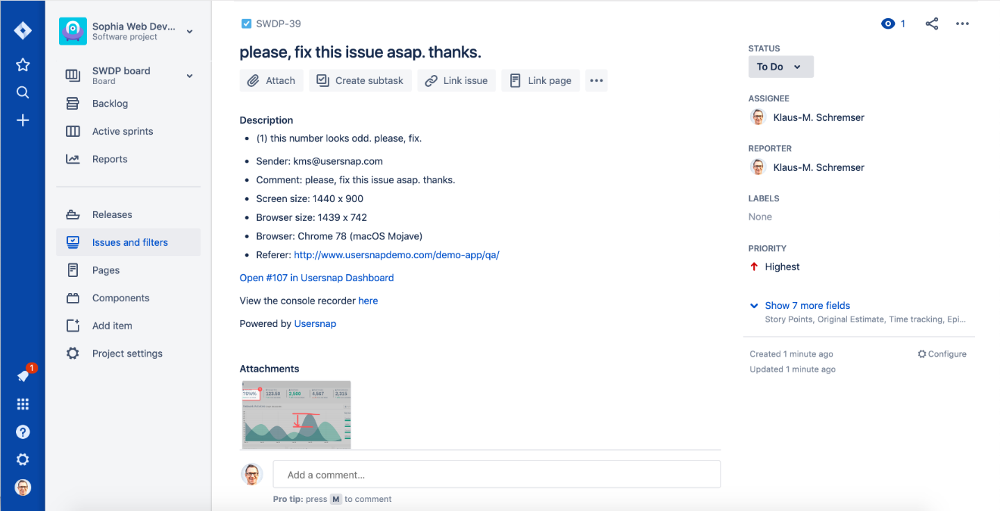 Sophia Web Dev...
Software project
SWDP board
Board
Backlog
Active sprints
Reports
Releases
Issues and filters
Pages
Components
Add item
Project settings
1
SWDP-39
1
please, fix this issue asap. thanks.
Attach
Create subtask
Link issue
Link page
Description
(1) this number looks odd. please, fix.
Sender: kms@usersnap.com
Comment: please, fix this issue asap. thanks.
Screen size: 1440 x 900
Browser size: 1439 x 742
Browser: Chrome 78 (macOS Mojave)
Referer: http://www.usersnapdemo.com/demo-app/qa/
Open #107 in Usersnap Dashboard
View the console recorder here
Powered by Usersnap
Attachments
123.50 2,500 4,567 2,315
Add a comment...
Pro tip: press M to comment
STATUS
To Do
ASSIGNEE
Klaus-M. Schremser
REPORTER
Klaus-M. Schremser
LABELS
None
PRIORITY
Highest
Show 7 more fields
Story Points, Original Estimate, Time tracking, Epi...
Created 1 minute ago
Configure
Updated 1 minute ago